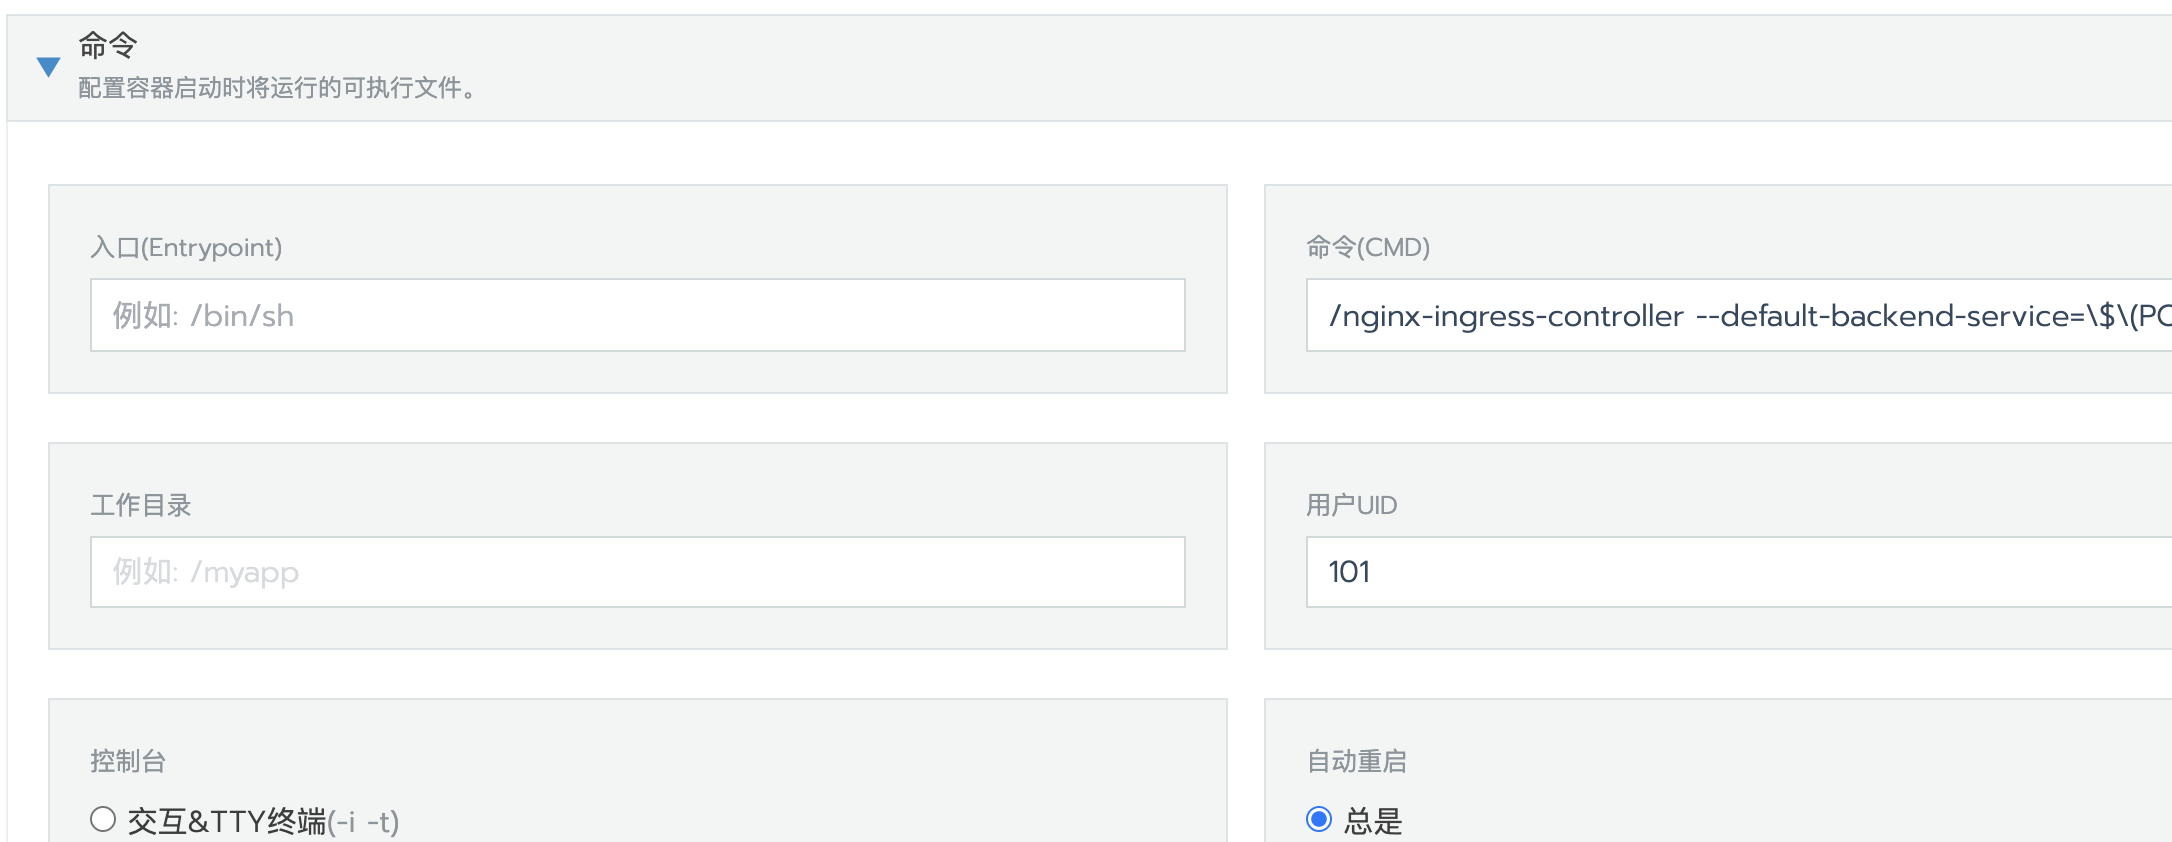 命令
配置容器启动时将运行的可执行文件。
入口(Entrypoint)
命令(CMD)
例如: /bin/sh
/nginx-ingress-controller --default-backend-service=\$\(PO
工作目录
用户UID
例如: /myapp
101
控制台
自动重启
交互&TTY终端(-i -t)
总是